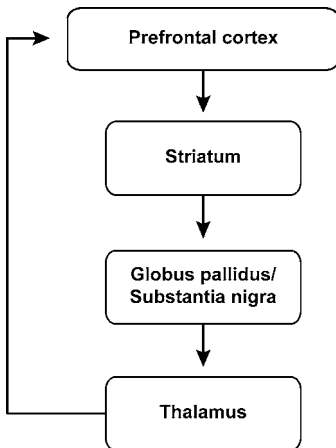 Prefrontal cortex
Striatum
Globus pallidus/
Substantia nigra
Thalamus